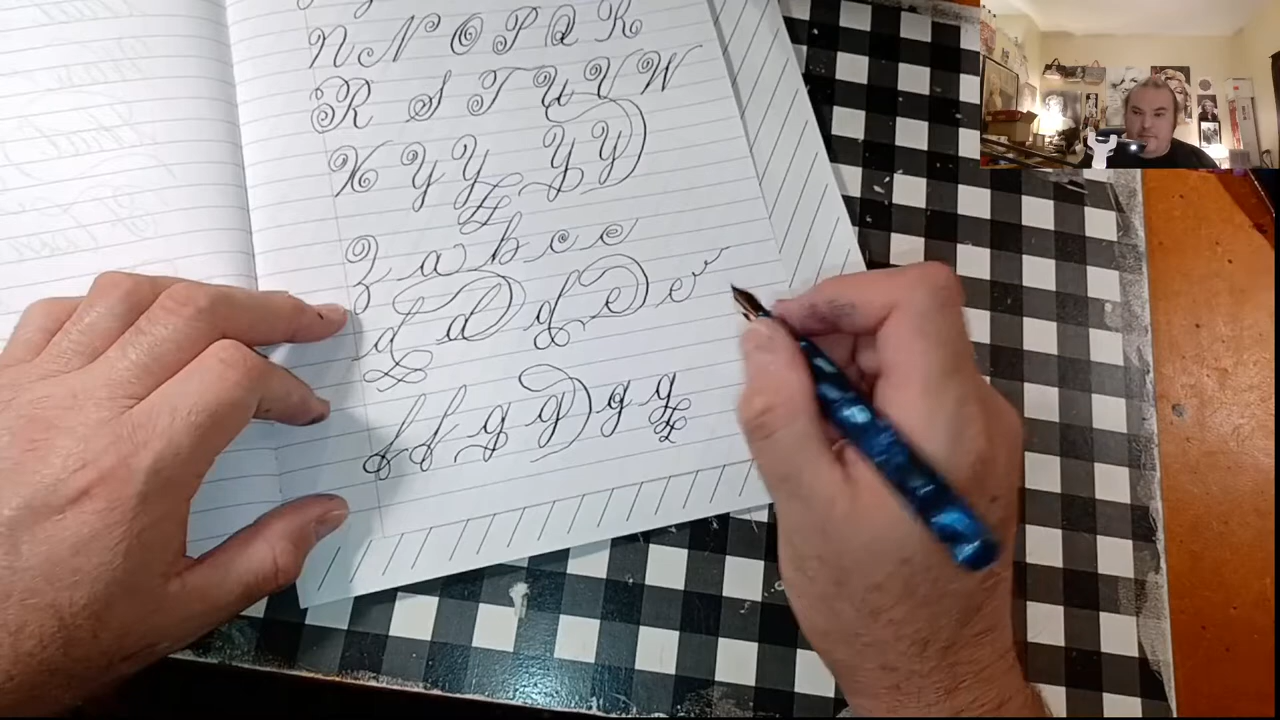 N N O P Q R
R S T U V W
X Y Y Y Y
Z a b c e
d d d e e
f f g g g g